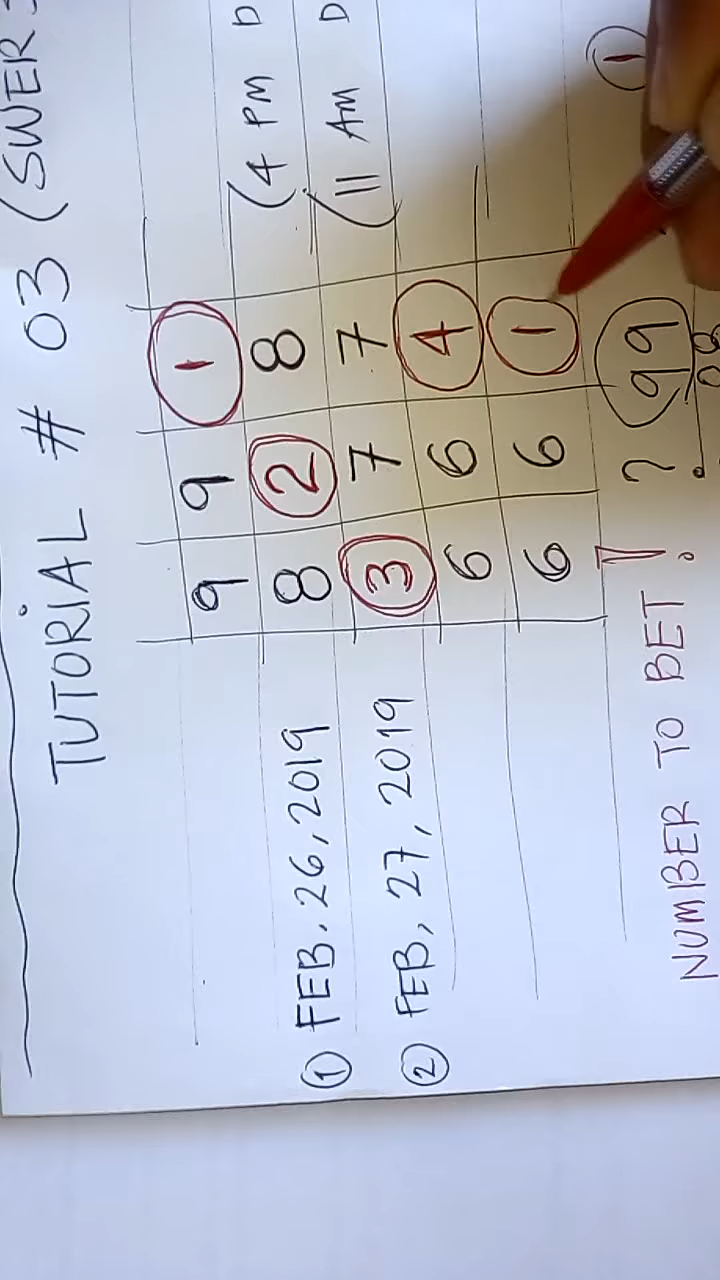 TUTORIAL # 03 (SWER
9 9 1
① FEB. 26, 2019 8 2 8 (4 PM D
② FEB, 27, 2019 3 7 7 (11 AM D
6 6 4
6 6 1
NUMBER TO BET! ? 99 ①